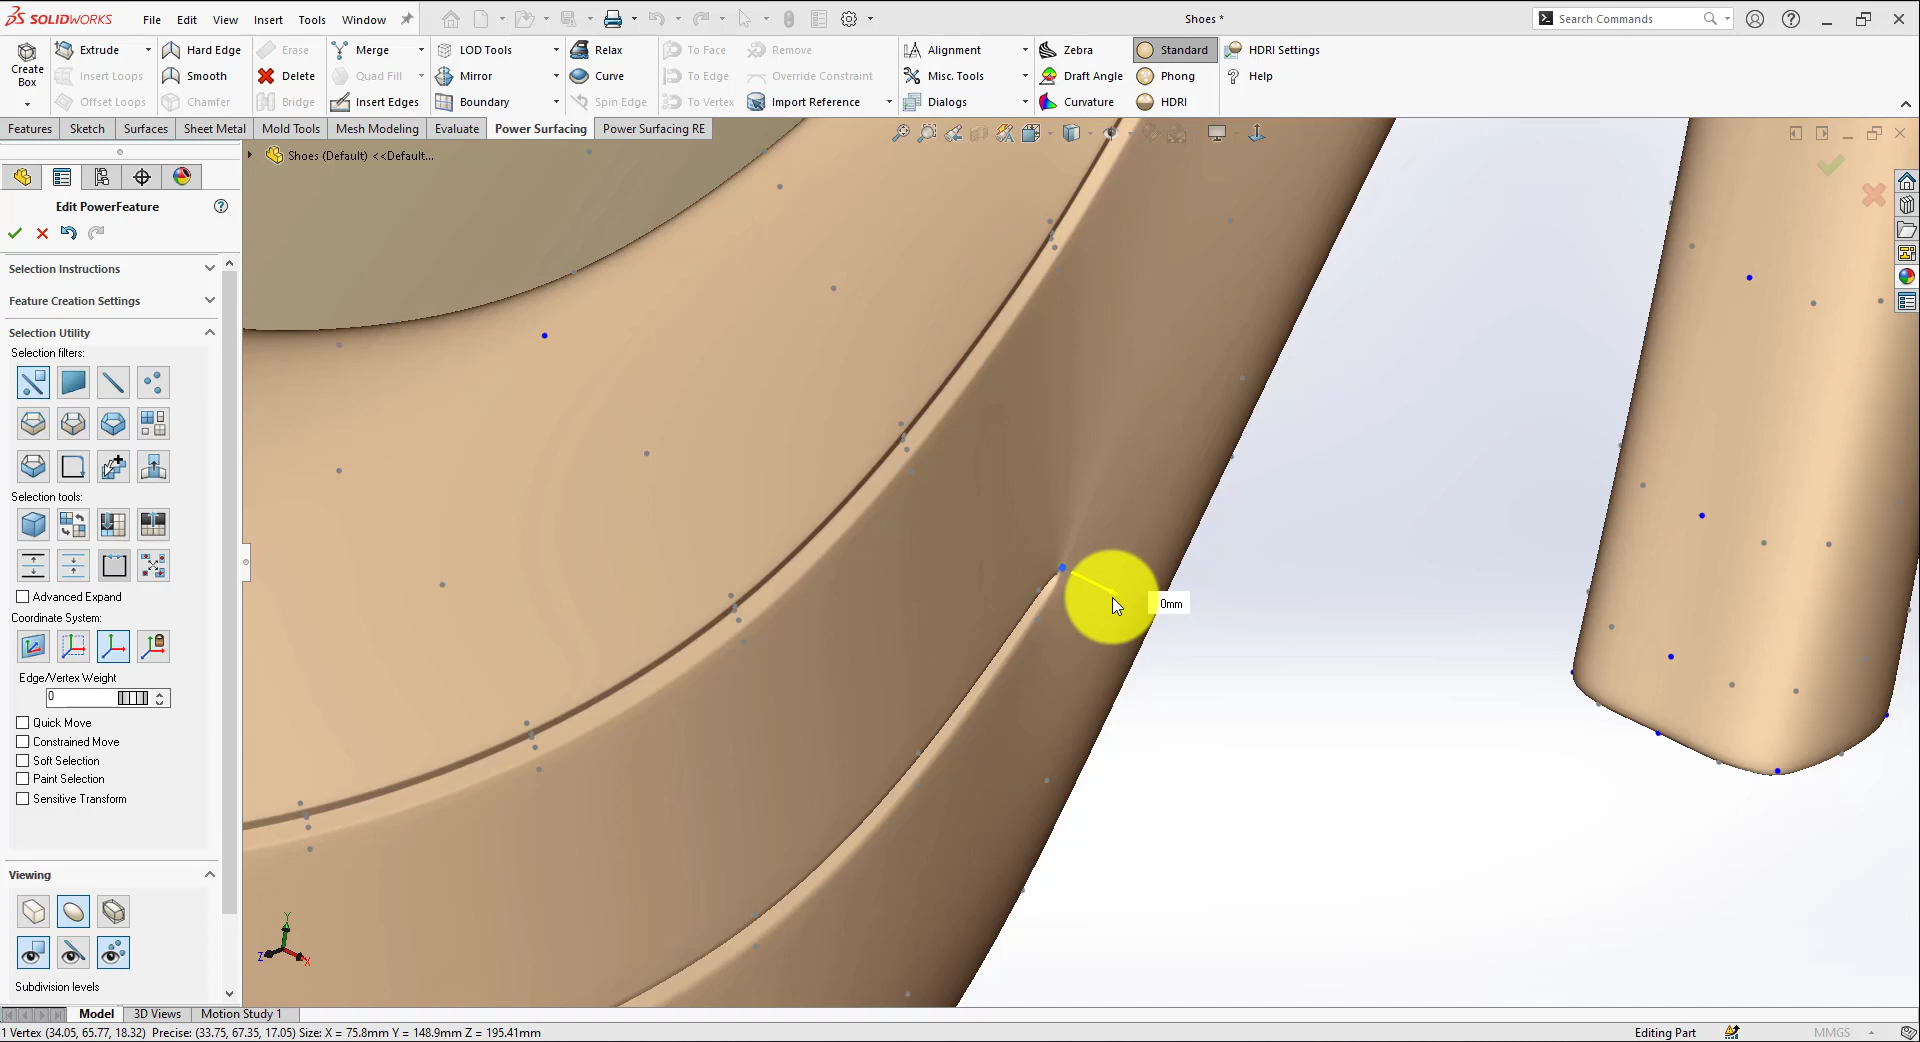 SOLIDWORKS File Edit View Insert Tools Window Shoes * Search Commands
Create Box Extrude Hard Edge Erase Merge LOD Tools Relax To Face Remove Alignment Zebra Standard HDRI Settings
Insert Loops Smooth Delete Quad Fill Mirror Curve To Edge Override Constraint Misc. Tools Draft Angle Phong Help
Offset Loops Chamfer Bridge Insert Edges Boundary Spin Edge To Vertex Import Reference Dialogs Curvature HDRI
Features Sketch Surfaces Sheet Metal Mold Tools Mesh Modeling Evaluate Power Surfacing Power Surfacing RE
Shoes (Default) <<Default...
Edit PowerFeature
Selection Instructions
Feature Creation Settings
Selection Utility
Selection filters:
Selection tools:
Advanced Expand
Coordinate System:
Edge/Vertex Weight
0
Quick Move
Constrained Move
Soft Selection
Paint Selection
Sensitive Transform
Viewing
Subdivision levels
0mm
Y
Z
X
Model 3D Views Motion Study 1
1 Vertex (34.05, 65.77, 18.32) Precise: (33.75, 67.35, 17.05) Size: X = 75.8mm Y = 148.9mm Z = 195.41mm Editing Part MMGS